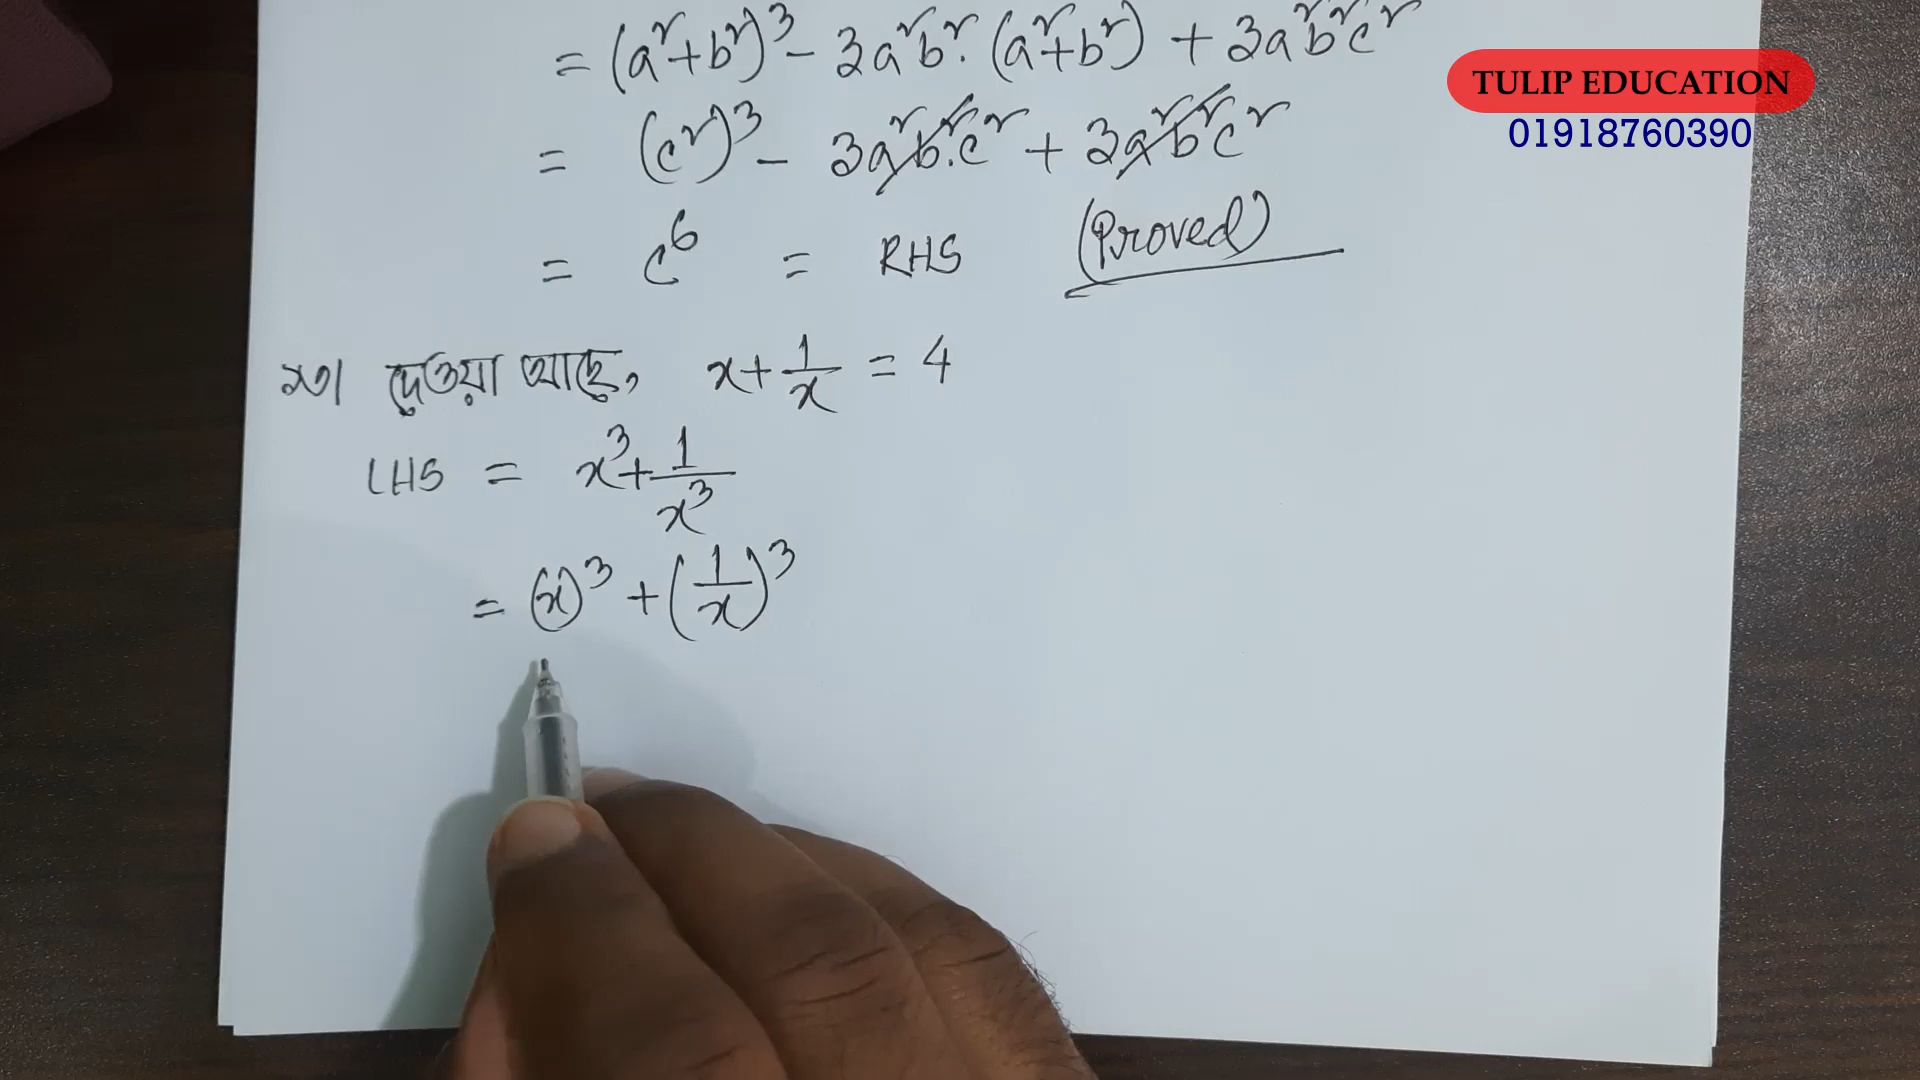 = (a²+b²)³ - 3a²b². (a²+b²) + 3a²b²c²
TULIP EDUCATION
01918760390
= (c²)³ - 3a²b².c² + 3a²b²c²
= c⁶ = RHS (Proved)
২৩। দেওয়া আছে, x + 1/x = 4
LHS = x³ + 1/x³
= (x)³ + (1/x)³